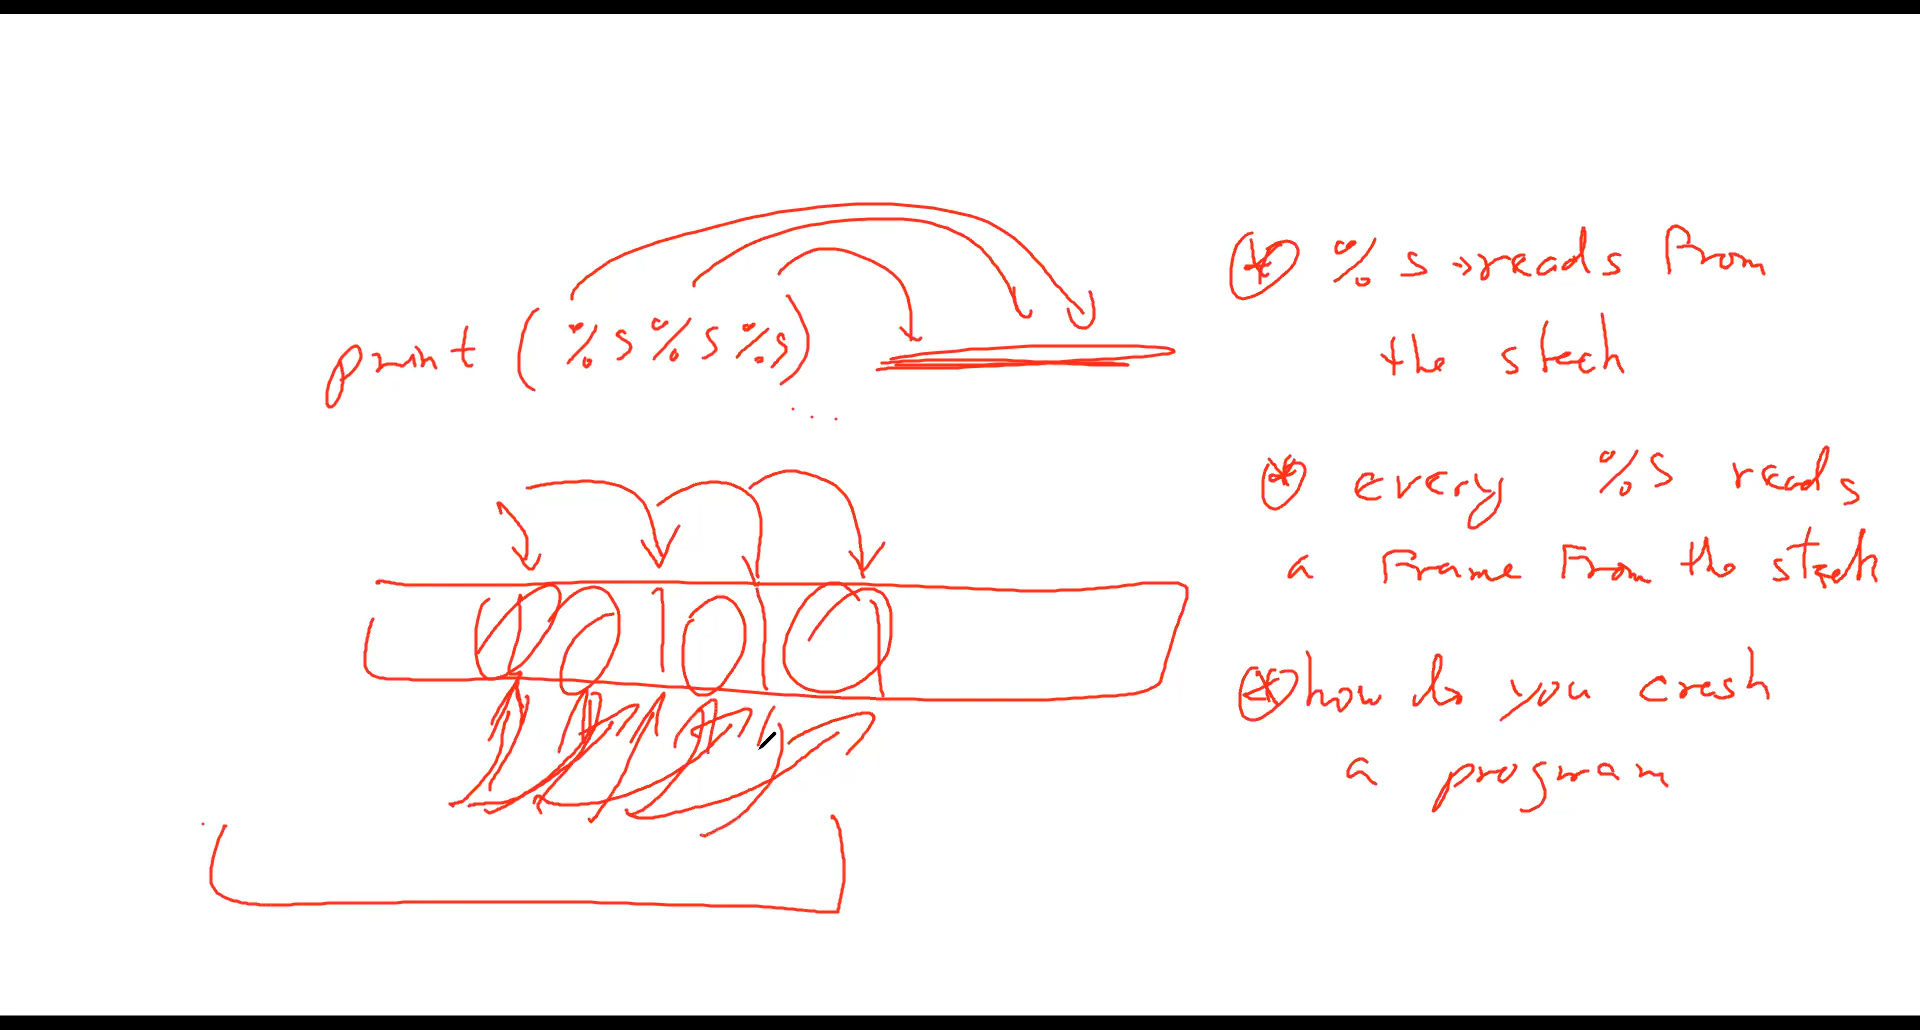 print (%s%s%s)
...
* %s → reads from
the stack
* every %s reads
a Frame From the stack
* how do you crash
a program